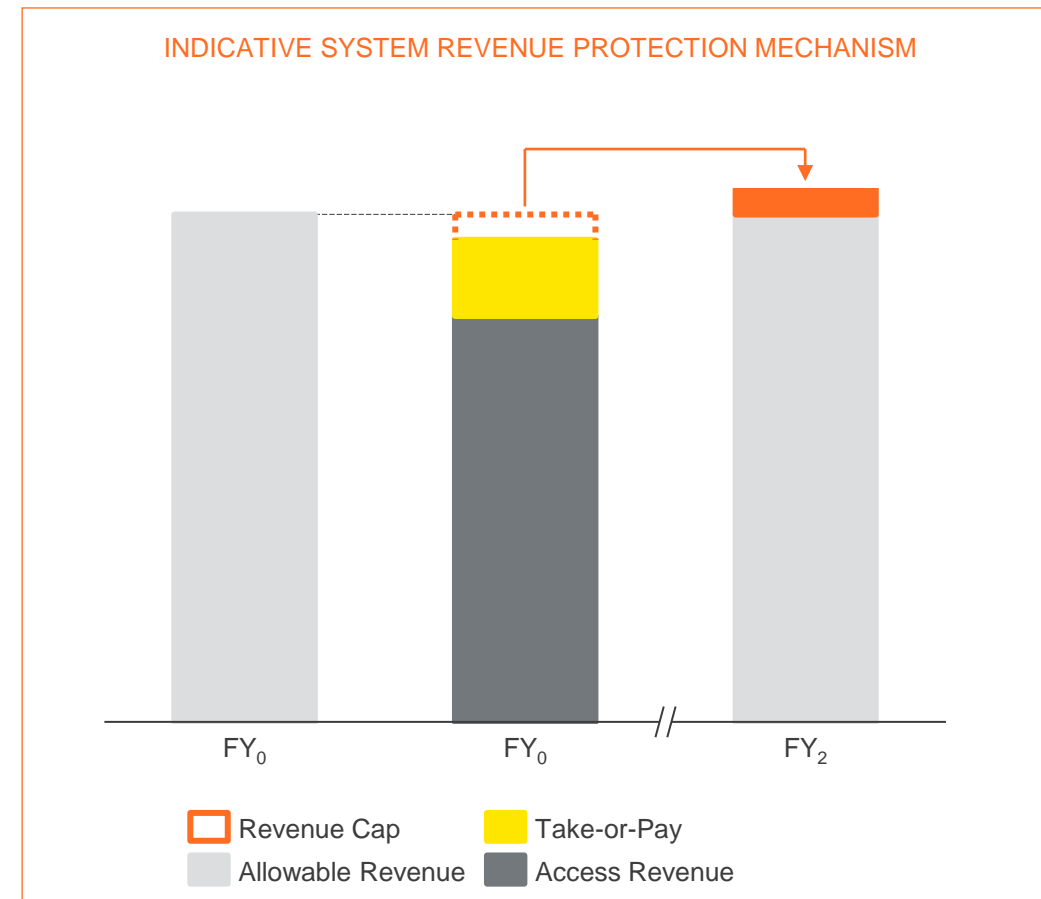 INDICATIVE SYSTEM REVENUE PROTECTION MECHANISM
FY₀ FY₀ FY₂
Revenue Cap Take-or-Pay
Allowable Revenue Access Revenue